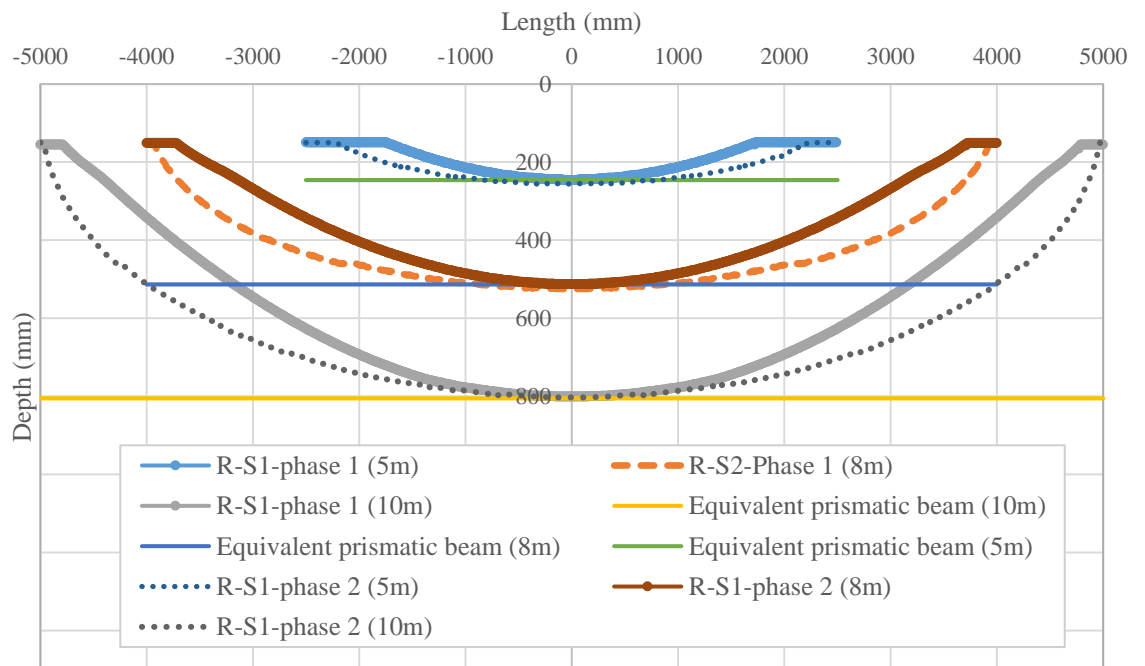 Length (mm)
-5000 -4000 -3000 -2000 -1000 0 1000 2000 3000 4000 5000
0
200
400
600
800
Depth (mm)
R-S1-phase 1 (5m)
R-S2-Phase 1 (8m)
R-S1-phase 1 (10m)
Equivalent prismatic beam (10m)
Equivalent prismatic beam (8m)
Equivalent prismatic beam (5m)
R-S1-phase 2 (5m)
R-S1-phase 2 (8m)
R-S1-phase 2 (10m)